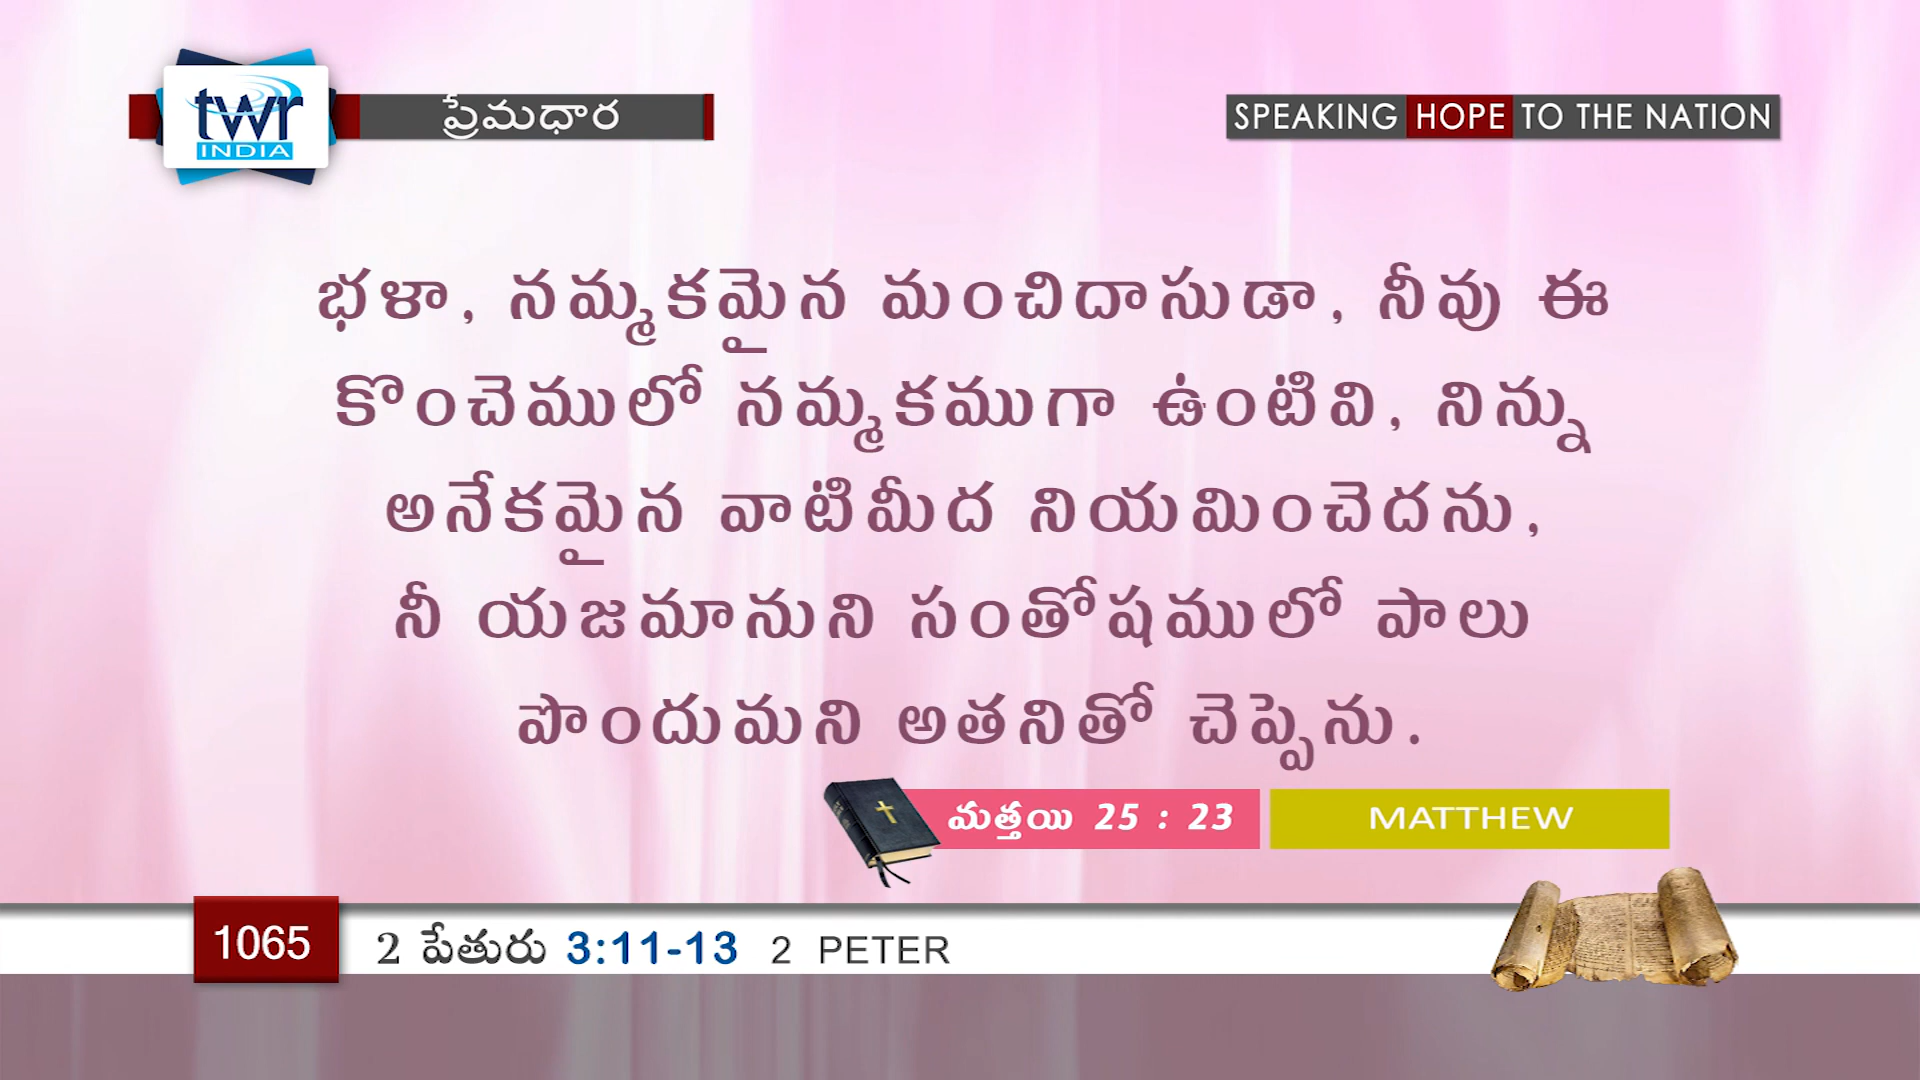 twr
INDIA
ప్రేమధార
SPEAKING HOPE TO THE NATION
భళా, నమ్మకమైన మంచిదాసుడా, నీవు ఈ
కొంచెములో నమ్మకముగా ఉంటివి, నిన్ను
అనేకమైన వాటిమీద నియమించెదను,
నీ యజమానుని సంతోషములో పాలు
పొందుమని అతనితో చెప్పెను.
మత్తయి 25 : 23
MATTHEW
1065
2 పేతురు 3:11-13 2 PETER